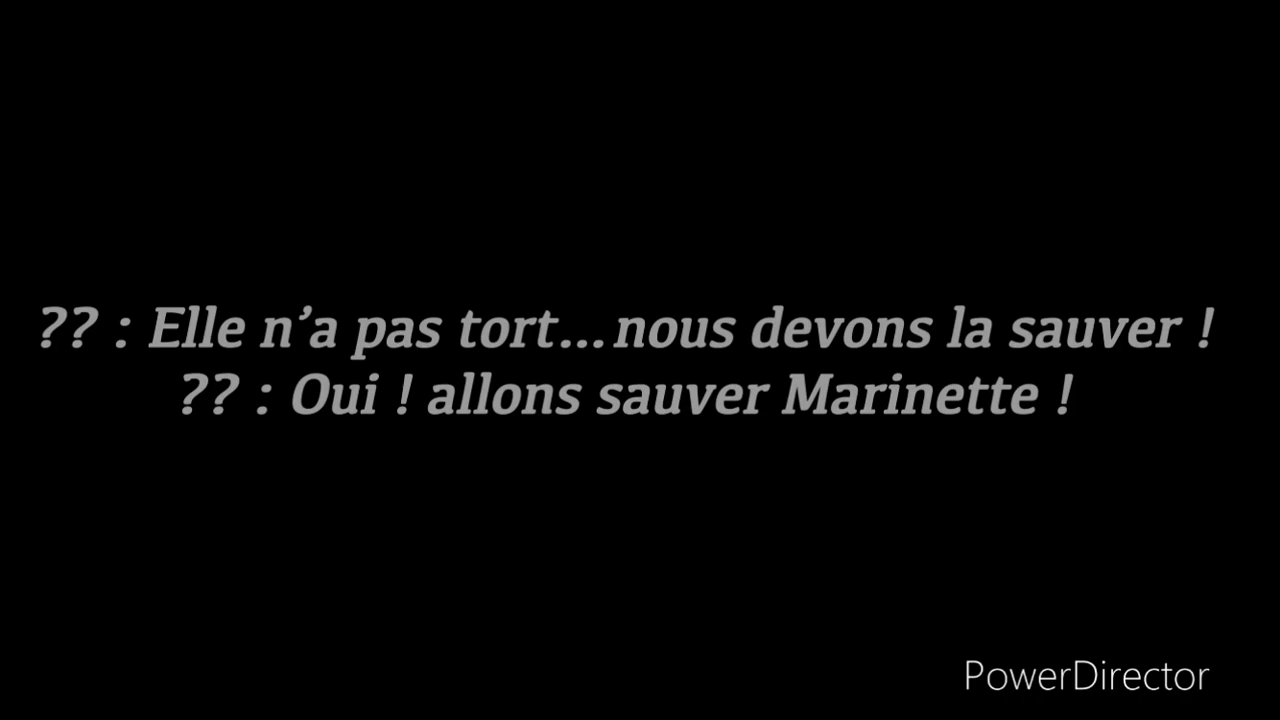 ?? : Elle n’a pas tort...nous devons la sauver !
?? : Oui ! allons sauver Marinette !
PowerDirector